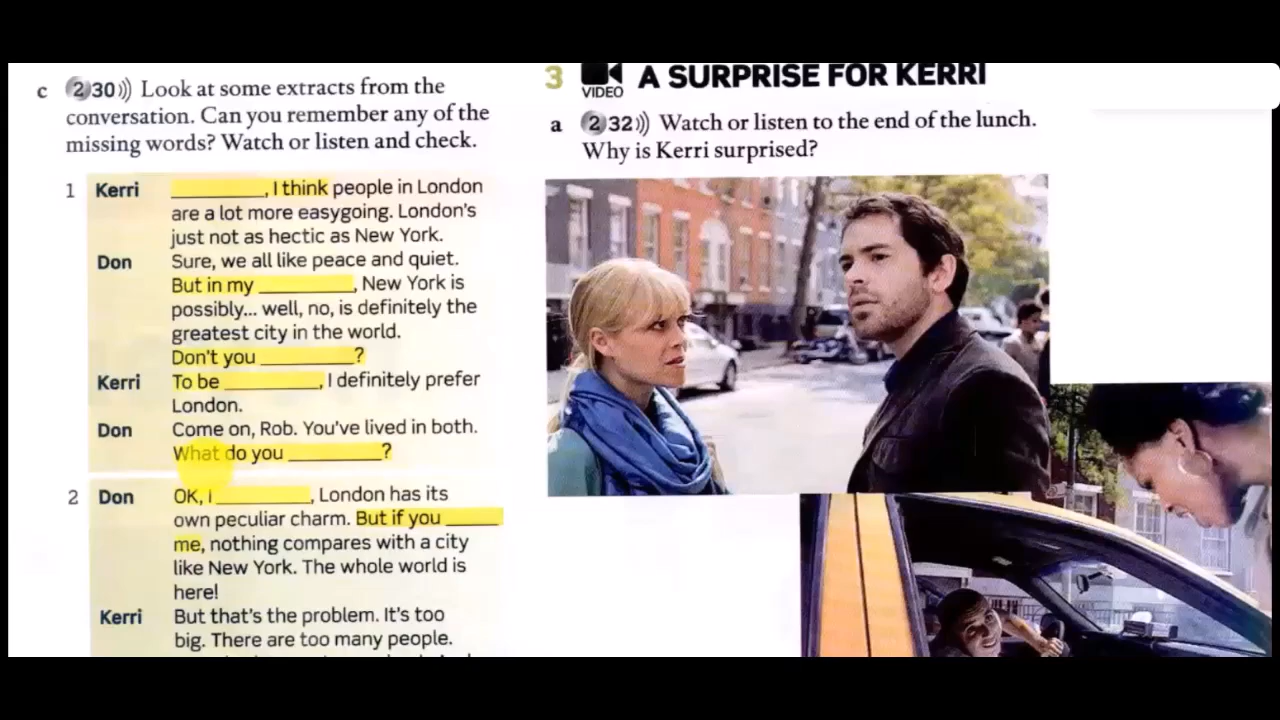 c 2 30 Look at some extracts from the
conversation. Can you remember any of the
missing words? Watch or listen and check.
1 Kerri ________, I think people in London
are a lot more easygoing. London's
just not as hectic as New York.
Don Sure, we all like peace and quiet.
But in my ________, New York is
possibly... well, no, is definitely the
greatest city in the world.
Don't you ________?
Kerri To be ________, I definitely prefer
London.
Don Come on, Rob. You've lived in both.
What do you ________?
2 Don OK, I ________, London has its
own peculiar charm. But if you ____
me, nothing compares with a city
like New York. The whole world is
here!
Kerri But that's the problem. It's too
big. There are too many people.
3 VIDEO A SURPRISE FOR KERRI
a 2 32 Watch or listen to the end of the lunch.
Why is Kerri surprised?